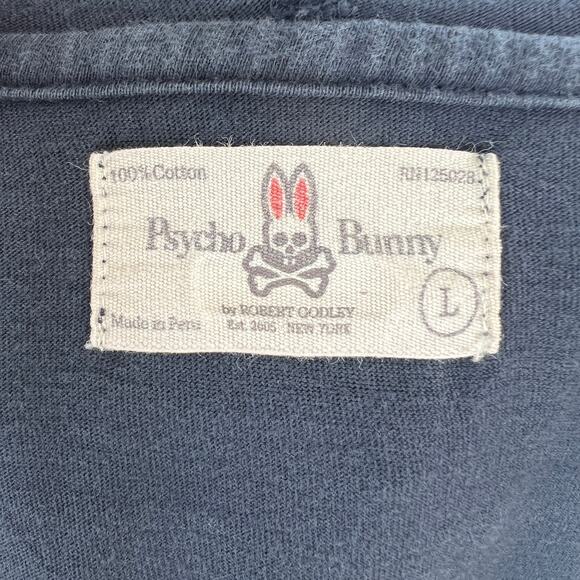 100% Cotton RN125028
Psycho Bunny
L
by ROBERT GODLEY
Made in Peru Est. 2005 NEW YORK